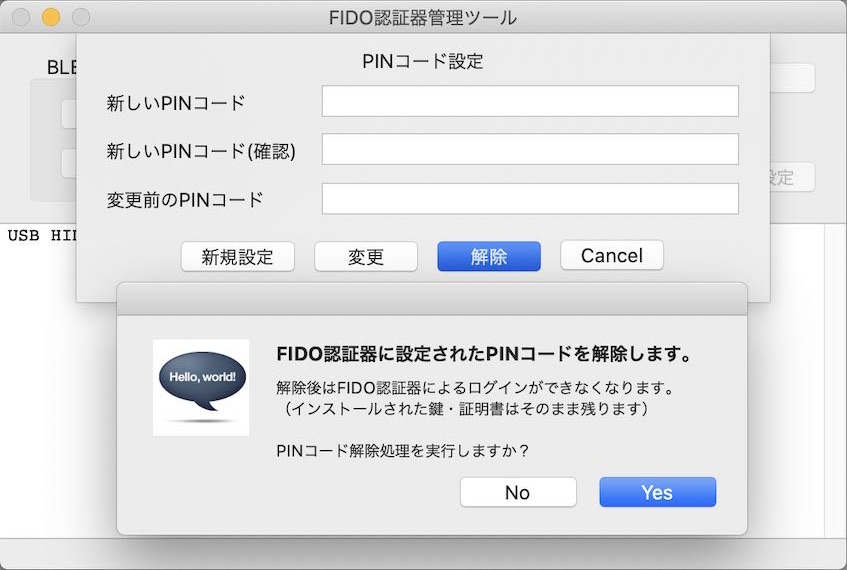 FIDO認証器管理ツール
PINコード設定
BLE
新しいPINコード
新しいPINコード(確認)
変更前のPINコード
設定
USB HID
新規設定
変更
解除
Cancel
Hello, world!
FIDO認証器に設定されたPINコードを解除します。
解除後はFIDO認証器によるログインができなくなります。
（インストールされた鍵・証明書はそのまま残ります）
PINコード解除処理を実行しますか？
No
Yes